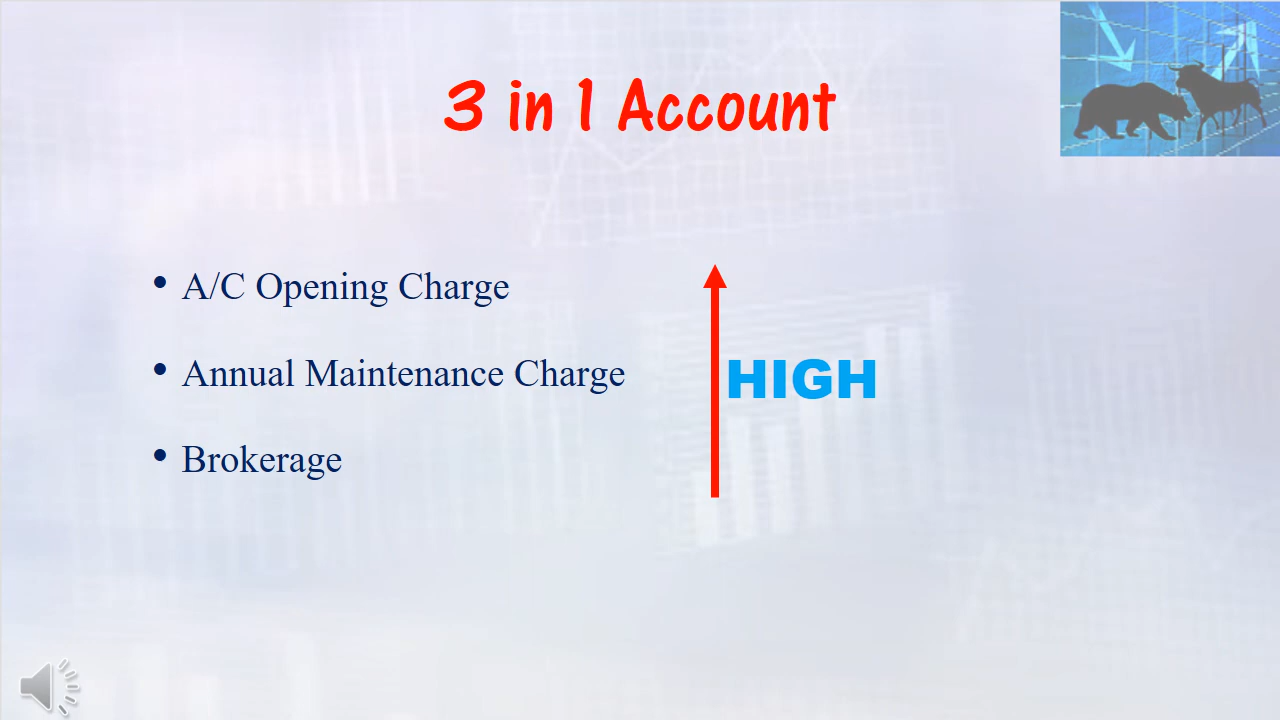 3 in 1 Account
• A/C Opening Charge
• Annual Maintenance Charge
HIGH
• Brokerage